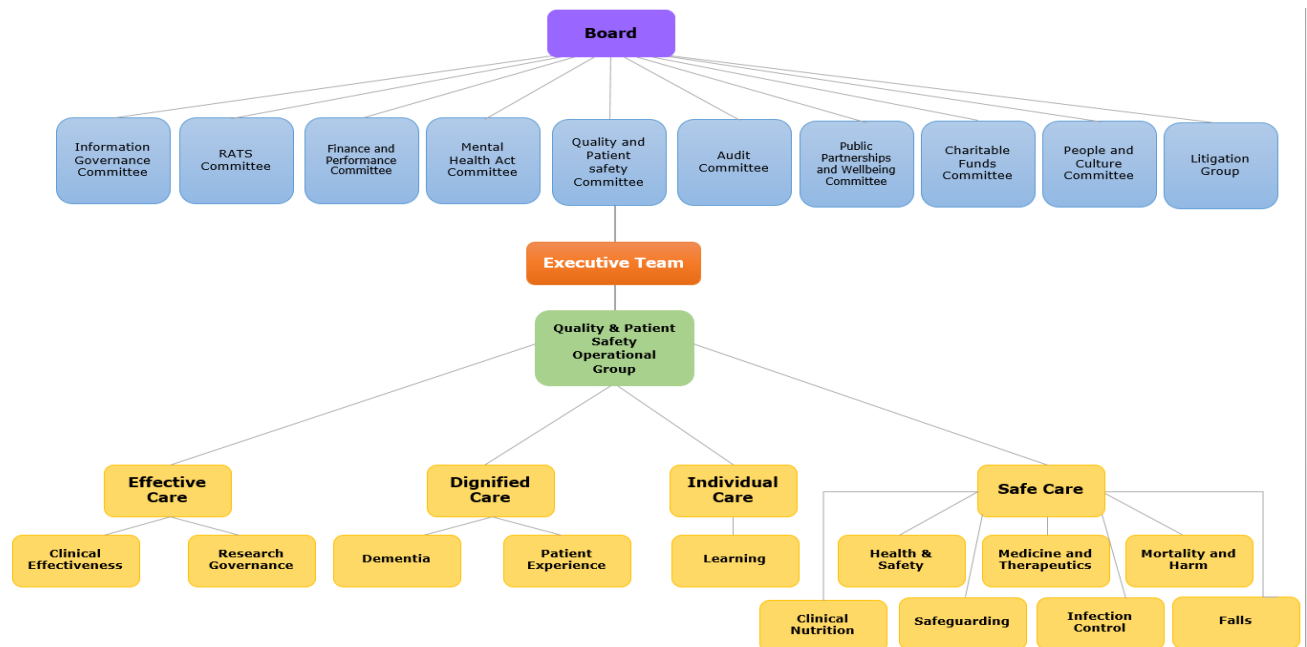 Board
Information
Governance
Committee
RATS
Committee
Finance and
Performance
Committee
Mental
Health Act
Committee
Quality and
Patient
safety
Committee
Audit
Committee
Public
Partnerships
and Wellbeing
Committee
Charitable
Funds
Committee
People and
Culture
Committee
Litigation
Group
Executive Team
Quality & Patient
Safety
Operational
Group
Effective
Care
Dignified
Care
Individual
Care
Safe Care
Clinical
Effectiveness
Research
Governance
Dementia
Patient
Experience
Learning
Health &
Safety
Medicine and
Therapeutics
Mortality and
Harm
Clinical
Nutrition
Safeguarding
Infection
Control
Falls